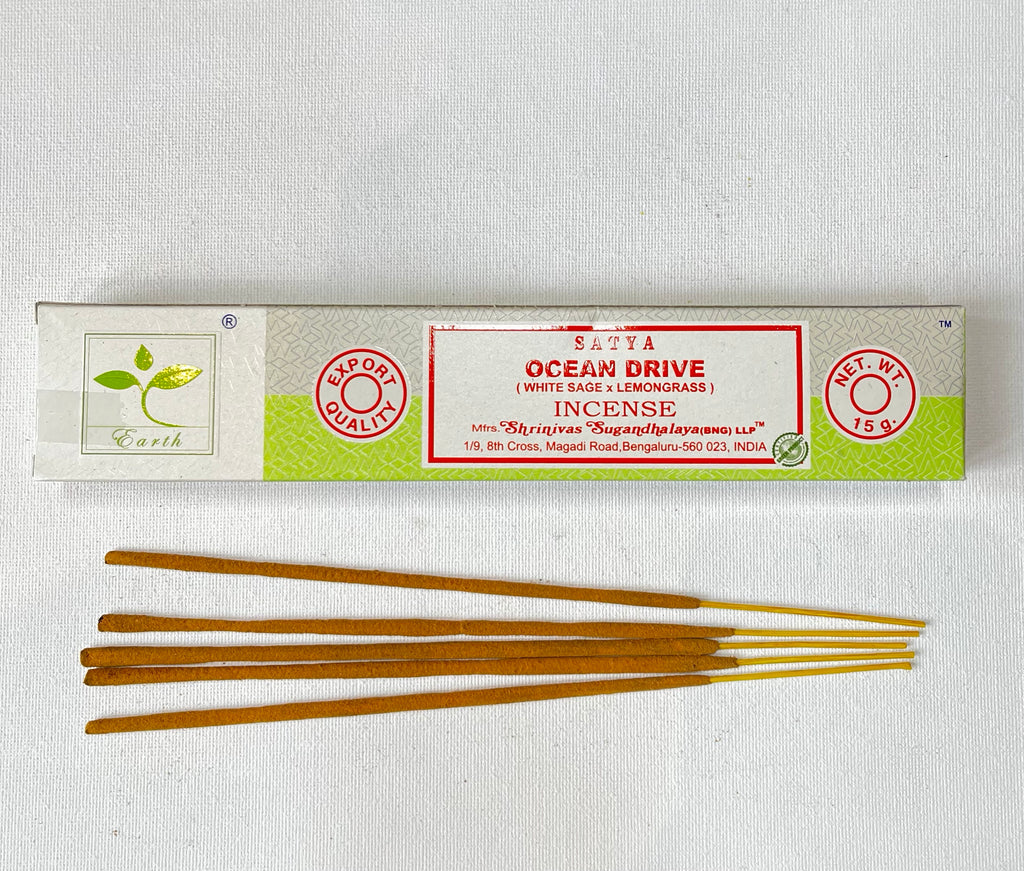 ®
Earth
EXPORT QUALITY
SATYA
OCEAN DRIVE
( WHITE SAGE x LEMONGRASS )
INCENSE
Mfrs. Shrinivas Sugandhalaya (BNG) LLP™
1/9, 8th Cross, Magadi Road,Bengaluru-560 023, INDIA
™
NET. WT.
15 g.